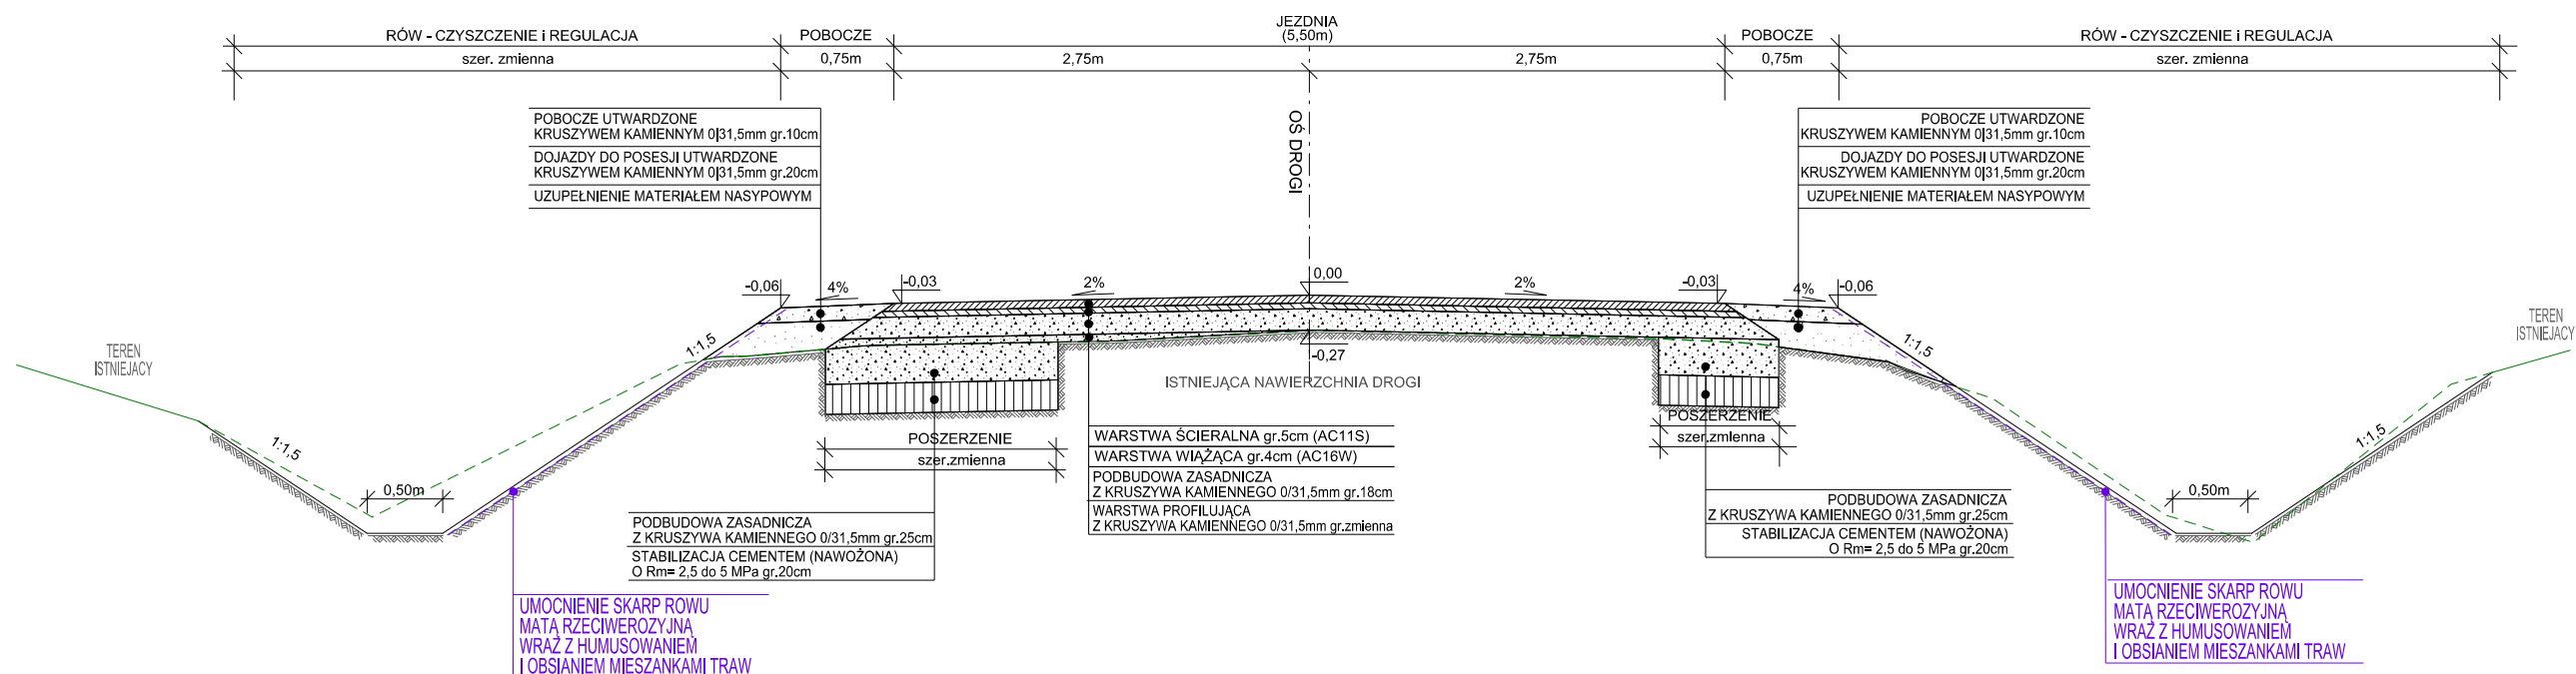 JEZDNIA
(5,50m)
RÓW - CZYSZCZENIE i REGULACJA
POBOCZE
POBOCZE
RÓW - CZYSZCZENIE i REGULACJA
szer. zmienna
0,75m
2,75m
2,75m
0,75m
szer. zmienna
POBOCZE UTWARDZONE
KRUSZYWEM KAMIENNYM 0|31,5mm gr.10cm
DOJAZDY DO POSESJI UTWARDZONE
KRUSZYWEM KAMIENNYM 0|31,5mm gr.20cm
UZUPEŁNIENIE MATERIAŁEM NASYPOWYM
OŚ DROGI
POBOCZE UTWARDZONE
KRUSZYWEM KAMIENNYM 0|31,5mm gr.10cm
DOJAZDY DO POSESJI UTWARDZONE
KRUSZYWEM KAMIENNYM 0|31,5mm gr.20cm
UZUPEŁNIENIE MATERIAŁEM NASYPOWYM
-0,06
4%
-0,03
2%
0,00
2%
-0,03
4%
-0,06
TEREN
ISTNIEJACY
1:1,5
-0,27
1:1,5
TEREN
ISTNIEJACY
ISTNIEJĄCA NAWIERZCHNIA DROGI
1:1,5
POSZERZENIE
szer.zmienna
WARSTWA ŚCIERALNA gr.5cm (AC11S)
WARSTWA WIĄŻĄCA gr.4cm (AC16W)
PODBUDOWA ZASADNICZA
Z KRUSZYWA KAMIENNEGO 0/31,5mm gr.18cm
WARSTWA PROFILUJĄCA
Z KRUSZYWA KAMIENNEGO 0/31,5mm gr.zmienna
POSZERZENIE
szer.zmienna
1:1,5
0,50m
0,50m
PODBUDOWA ZASADNICZA
Z KRUSZYWA KAMIENNEGO 0/31,5mm gr.25cm
STABILIZACJA CEMENTEM (NAWOŻONA)
O Rm= 2,5 do 5 MPa gr.20cm
PODBUDOWA ZASADNICZA
Z KRUSZYWA KAMIENNEGO 0/31,5mm gr.25cm
STABILIZACJA CEMENTEM (NAWOŻONA)
O Rm= 2,5 do 5 MPa gr.20cm
UMOCNIENIE SKARP ROWU
MATĄ RZECIWEROZYJNĄ
WRAZ Z HUMUSOWANIEM
I OBSIANIEM MIESZANKAMI TRAW
UMOCNIENIE SKARP ROWU
MATĄ RZECIWEROZYJNĄ
WRAZ Z HUMUSOWANIEM
I OBSIANIEM MIESZANKAMI TRAW